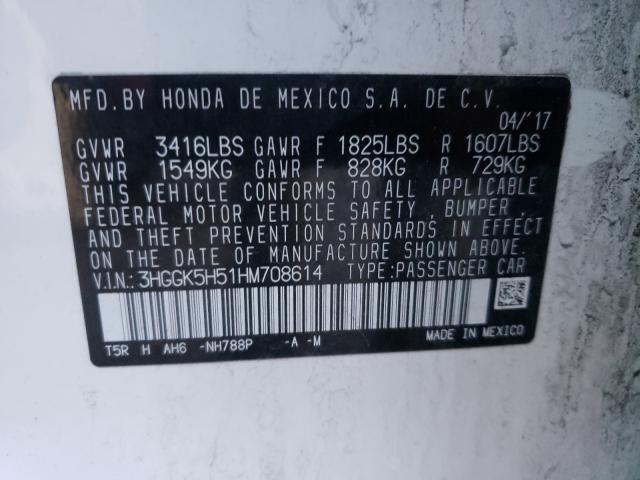 MFD. BY HONDA DE MEXICO S.A. DE C.V.
04/'17
GVWR 3416LBS GAWR F 1825LBS R 1607LBS
GVWR 1549KG GAWR F 828KG R 729KG
THIS VEHICLE CONFORMS TO ALL APPLICABLE
FEDERAL MOTOR VEHICLE SAFETY , BUMPER ,
AND THEFT PREVENTION STANDARDS IN EFFECT
ON THE DATE OF MANUFACTURE SHOWN ABOVE.
V.I.N.: 3HGGK5H51HM708614 TYPE:PASSENGER CAR
T5R H AH6 -NH788P -A -M
MADE IN MEXICO